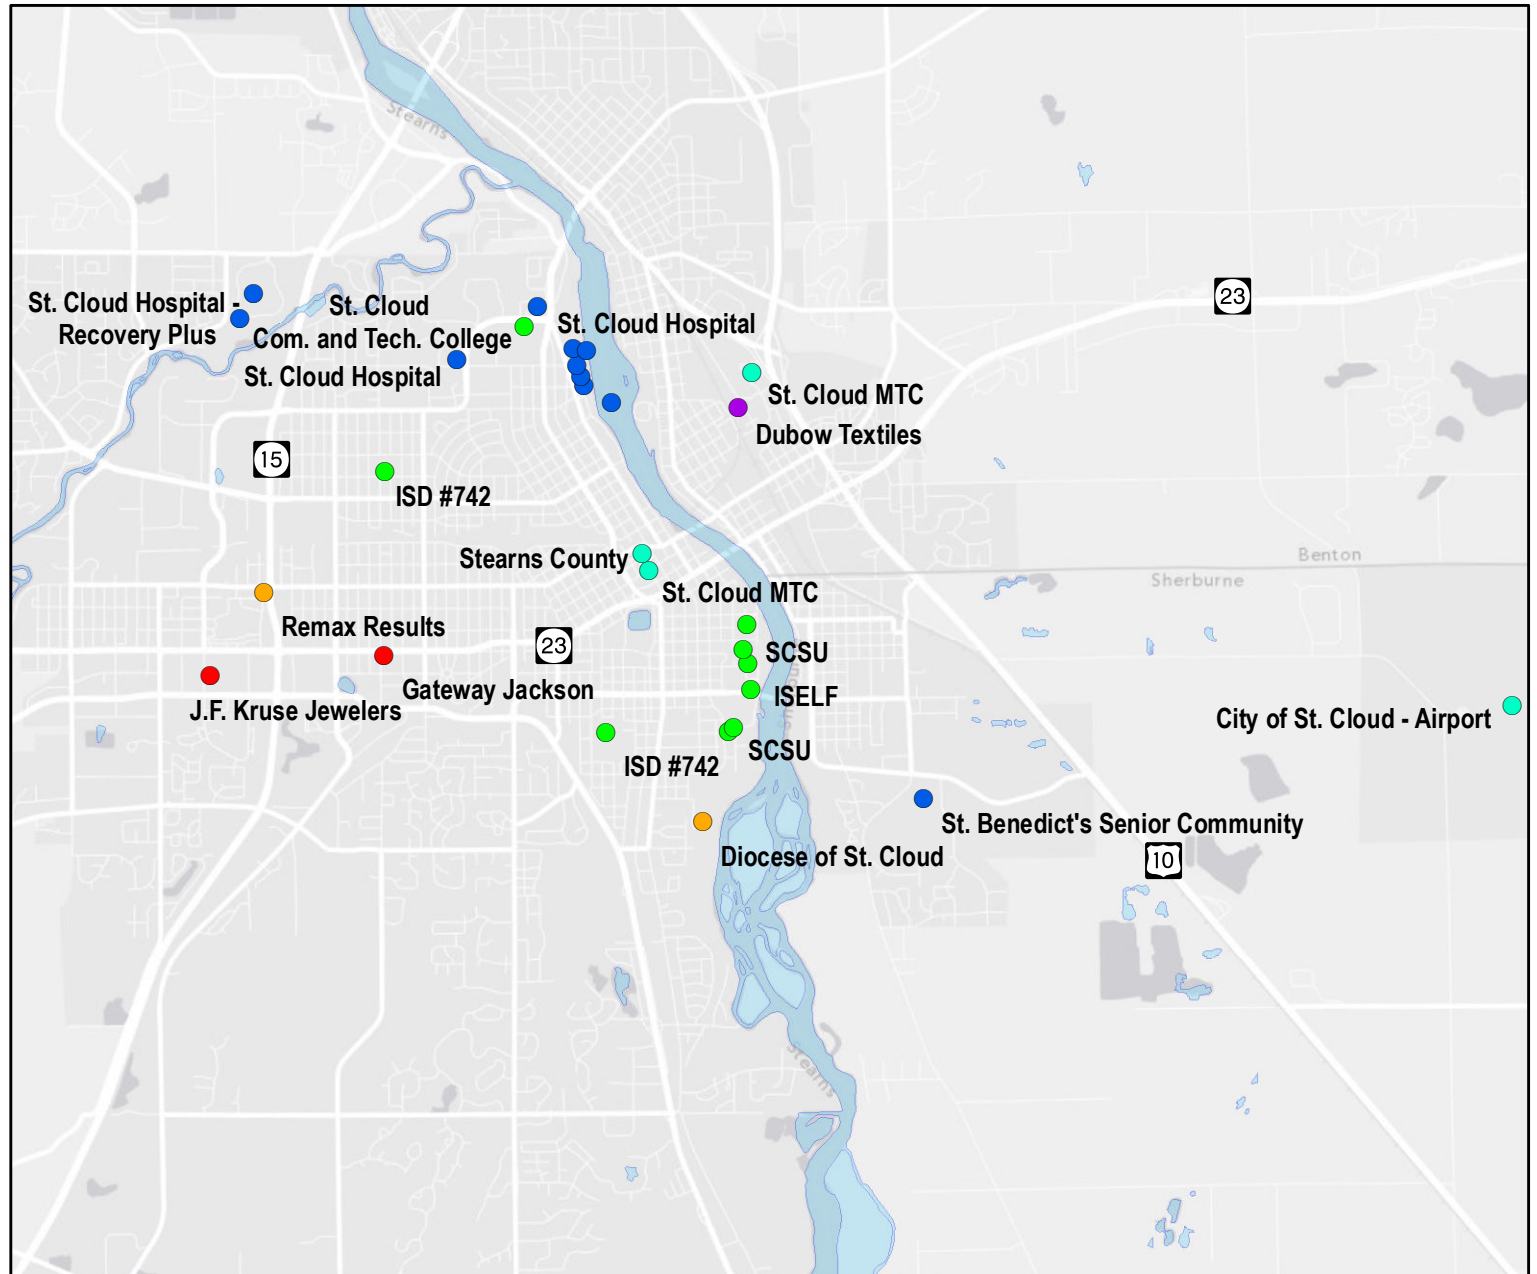 Stearns
23
St. Cloud Hospital -
Recovery Plus
St. Cloud
Com. and Tech. College
St. Cloud Hospital
St. Cloud Hospital
St. Cloud MTC
Dubow Textiles
15
ISD #742
Stearns County
St. Cloud MTC
Benton
Sherburne
Remax Results
23
SCSU
Gateway Jackson
ISELF
J.F. Kruse Jewelers
City of St. Cloud - Airport
SCSU
ISD #742
St. Benedict's Senior Community
Diocese of St. Cloud
10
Stearns